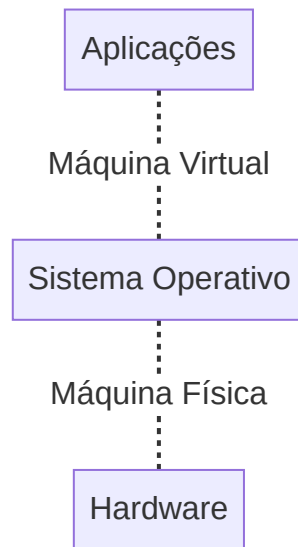 Aplicações
Máquina Virtual
Sistema Operativo
Máquina Física
Hardware